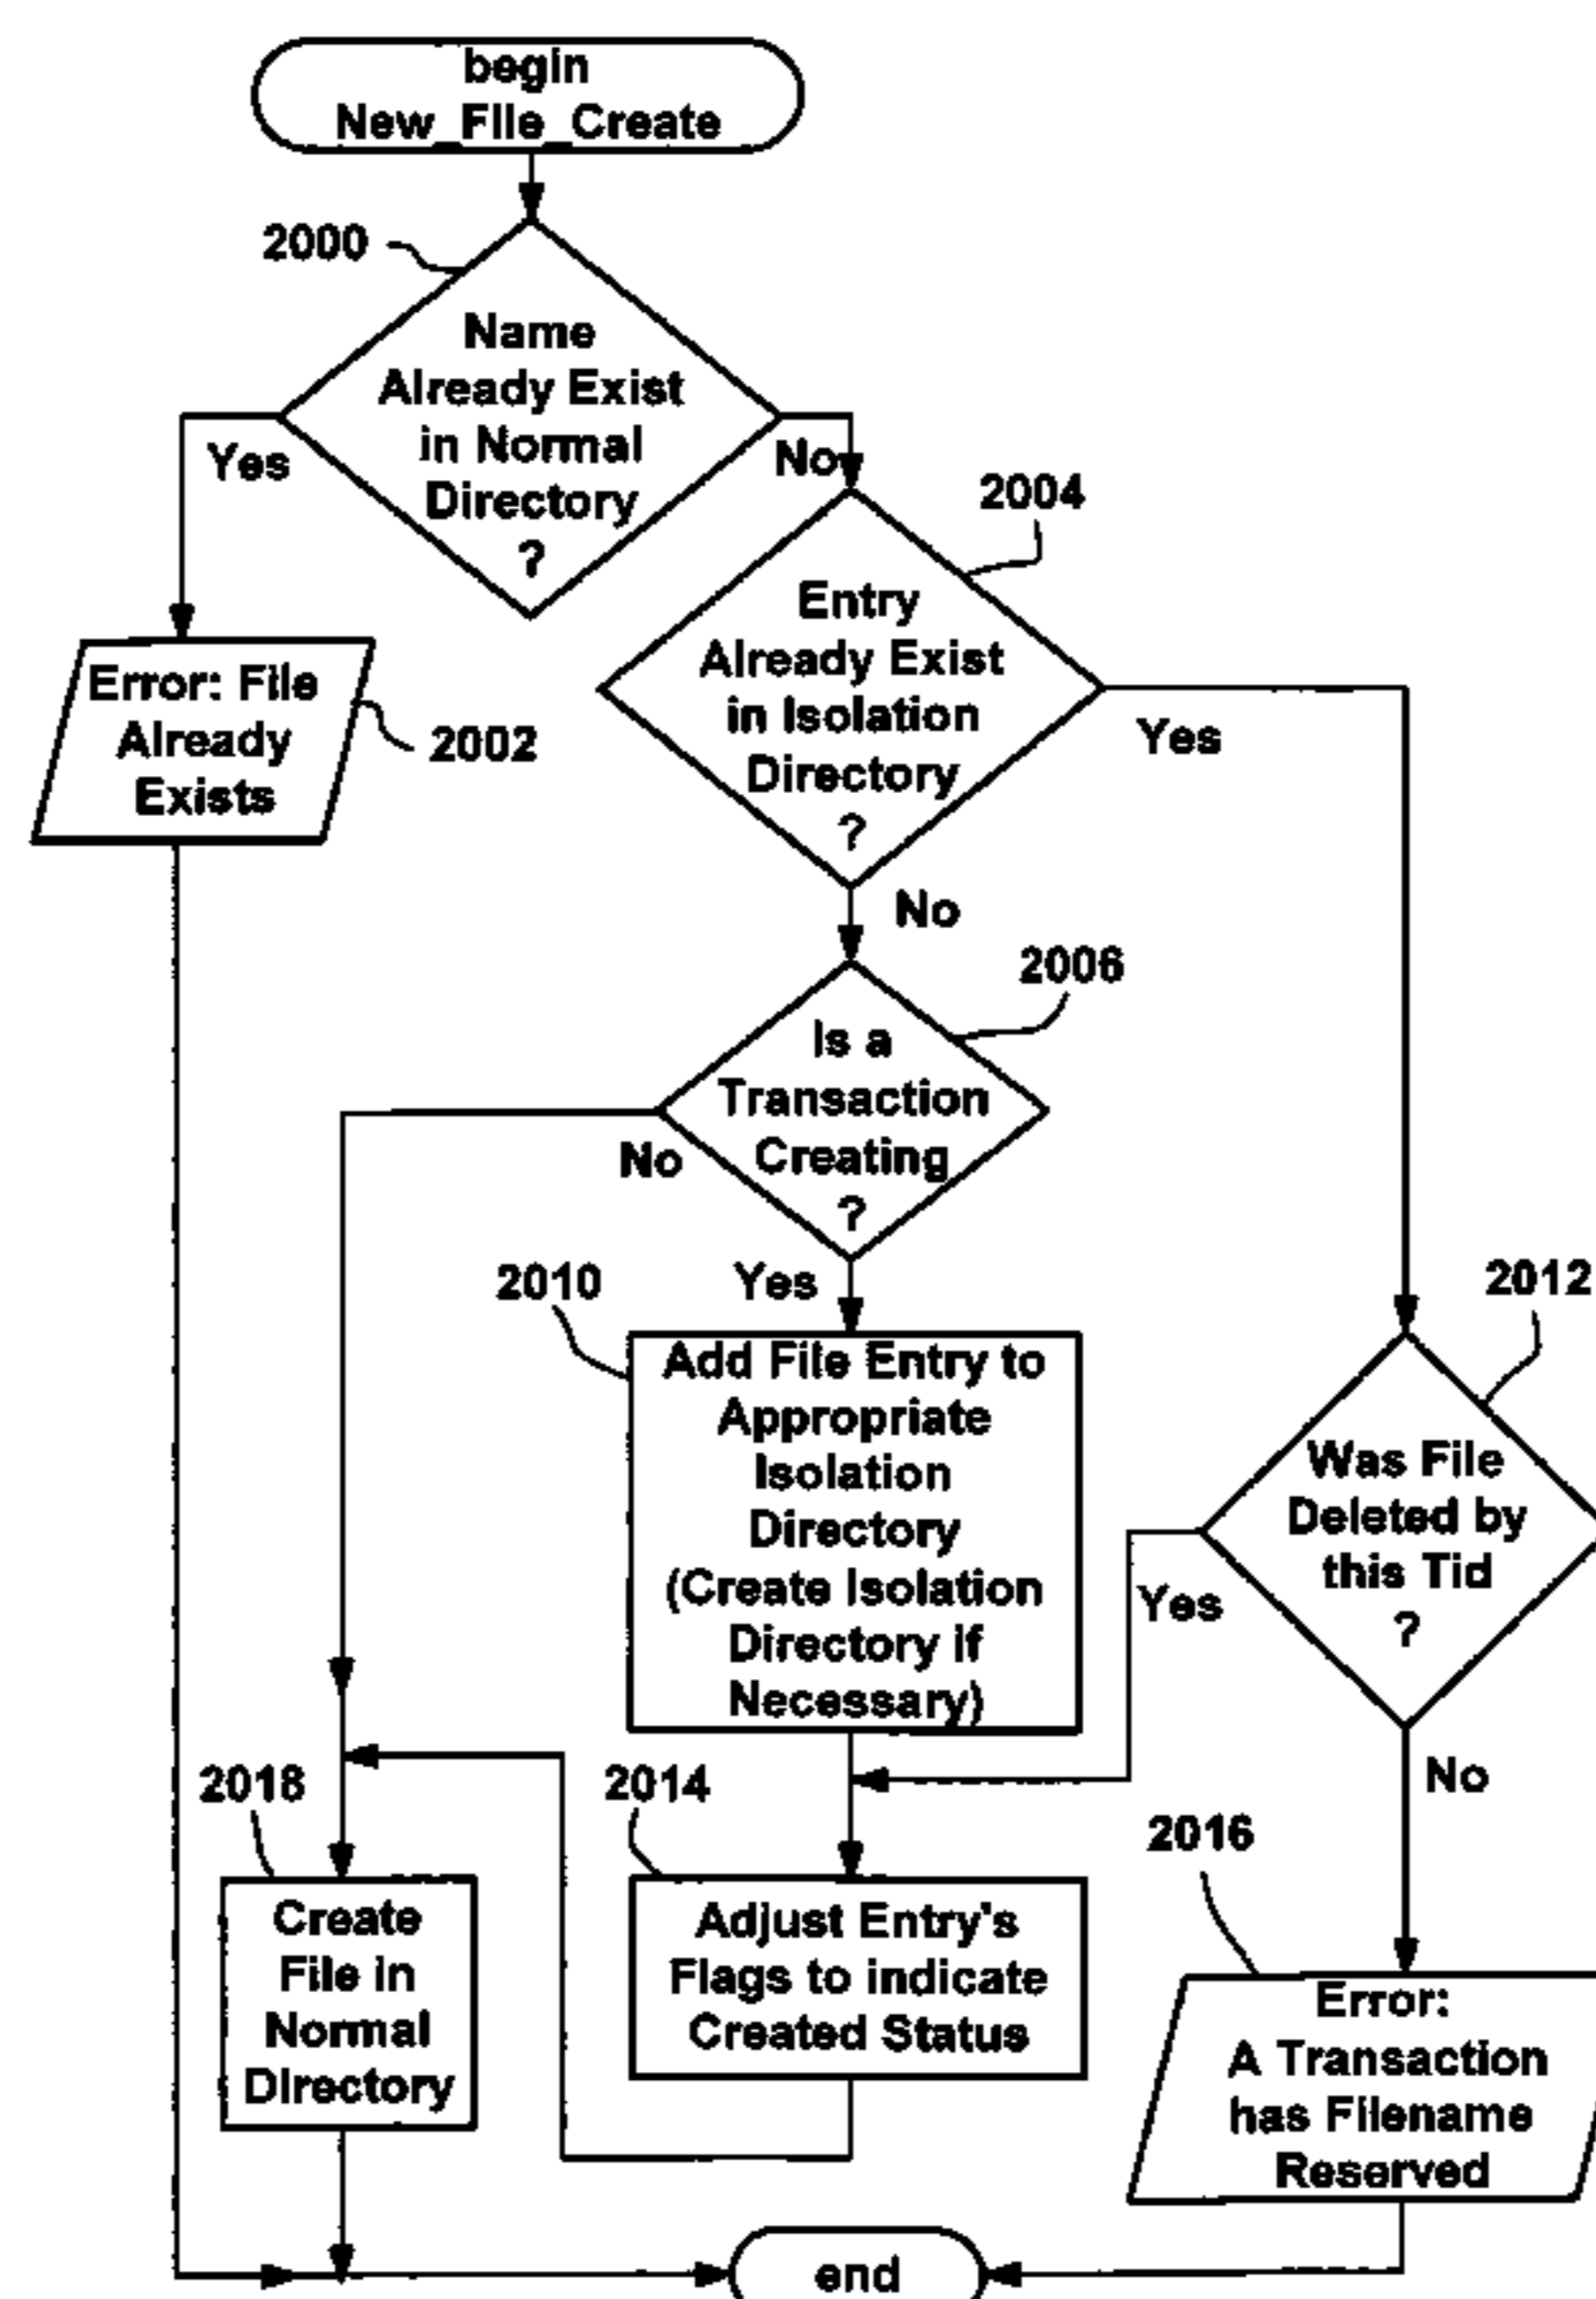 begin
New_File_Create
2000
Name
Already Exist
in Normal
Directory
?
Yes
No
2004
Entry
Already Exist
in Isolation
Directory
?
Yes
Error: File
Already
Exists
2002
No
2006
Is a
Transaction
Creating
?
No
Yes
2010
Add File Entry to
Appropriate
Isolation
Directory
(Create Isolation
Directory if
Necessary)
2012
Was File
Deleted by
this Tid
?
Yes
No
2018
Create
File in
Normal
Directory
2014
Adjust Entry's
Flags to indicate
Created Status
2016
Error:
A Transaction
has Filename
Reserved
end